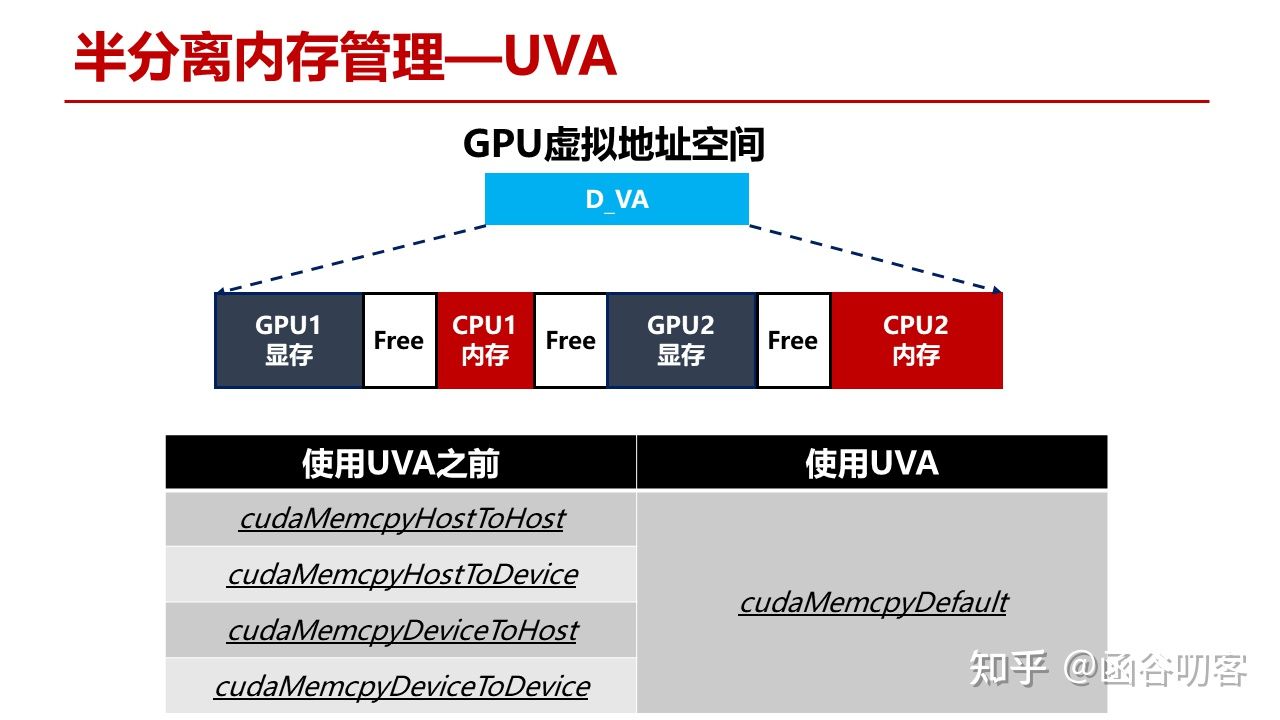 半分离内存管理—UVA
GPU虚拟地址空间
D_VA
GPU1
显存
Free
CPU1
内存
Free
GPU2
显存
Free
CPU2
内存
使用UVA之前
使用UVA
cudaMemcpyHostToHost
cudaMemcpyHostToDevice
cudaMemcpyDeviceToHost
cudaMemcpyDeviceToDevice
cudaMemcpyDefault
知乎 @函谷叨客